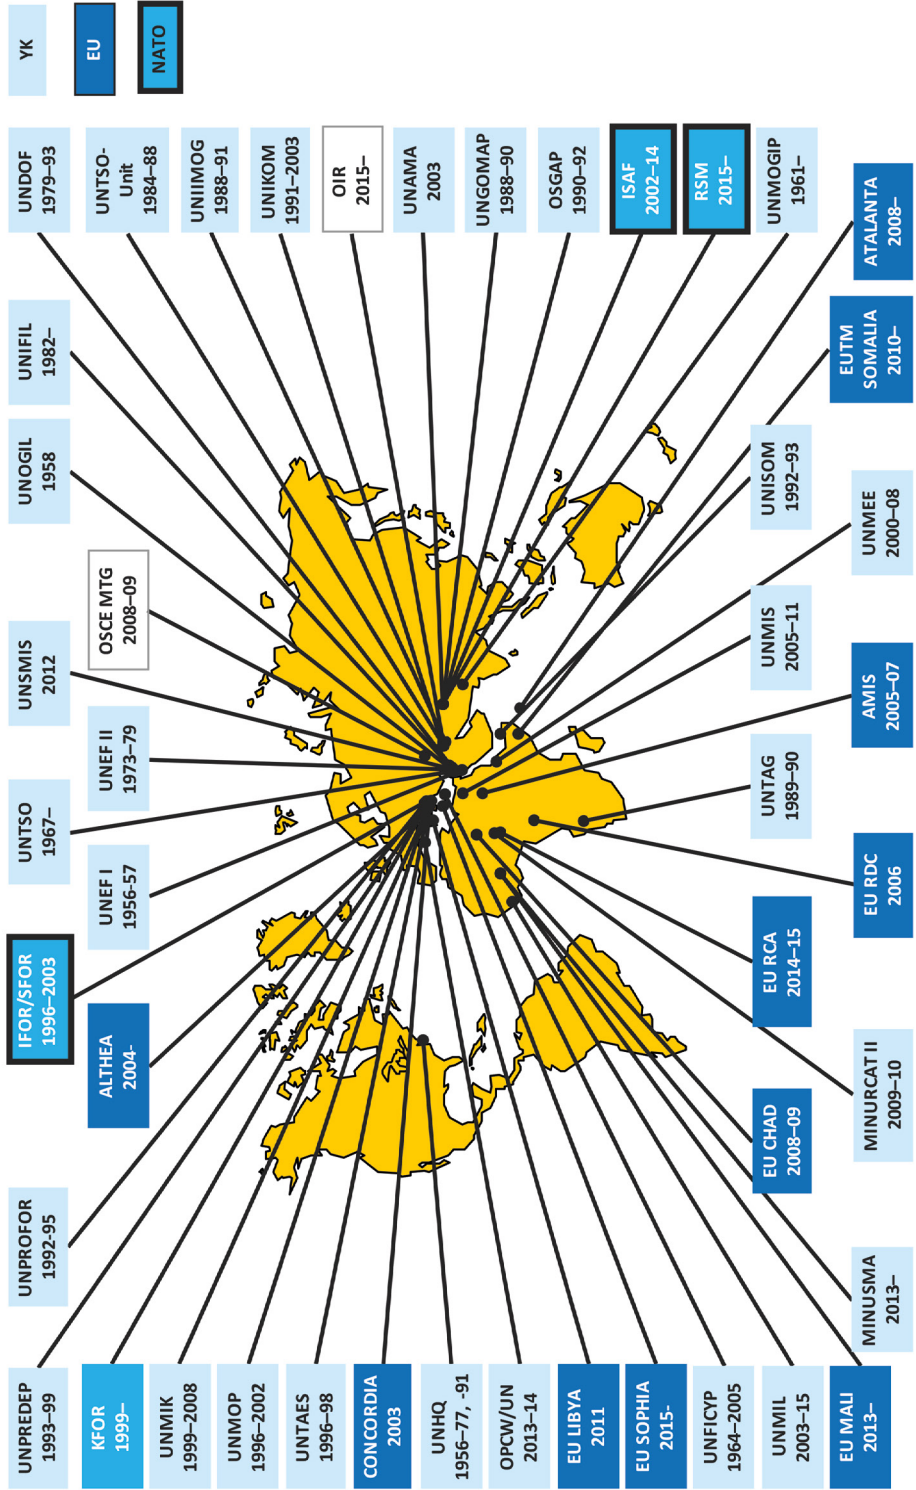 UNPREDEP
1993–99
UNPROFOR
1992-95
IFOR/SFOR
1996–2003
UNTSO
1967–
UNSMIS
2012
UNOGIL
1958
UNIFIL
1982–
UNDOF
1979–93
YK
KFOR
1999–
ALTHEA
2004-
UNEF I
1956-57
UNEF II
1973–79
OSCE MTG
2008–09
UNTSO-
Unit
1984–88
EU
UNMIK
1999–2008
UNIIMOG
1988–91
NATO
UNMOP
1996–2002
UNIKOM
1991–2003
UNTAES
1996–98
OIR
2015–
CONCORDIA
2003
UNAMA
2003
UNHQ
1956–77, -91
UNGOMAP
1988–90
OPCW/UN
2013–14
OSGAP
1990–92
EU LIBYA
2011
ISAF
2002–14
EU SOPHIA
2015-
RSM
2015–
UNFICYP
1964–2005
UNMIL
2003–15
EU CHAD
2008–09
EU RCA
2014–15
UNTAG
1989–90
UNMIS
2005–11
UNISOM
1992–93
UNMOGIP
1961–
EU MALI
2013–
MINUSMA
2013–
MINURCAT II
2009–10
EU RDC
2006
AMIS
2005–07
UNMEE
2000–08
EUTM
SOMALIA
2010–
ATALANTA
2008–